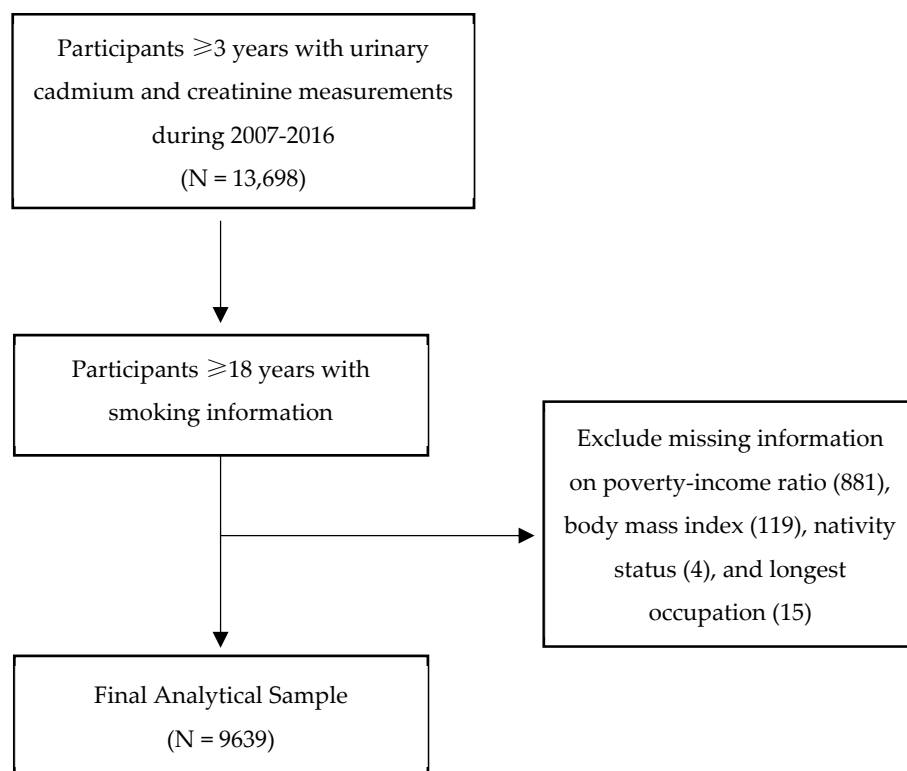 Participants ⩾3 years with urinary
cadmium and creatinine measurements
during 2007-2016
(N = 13,698)
Participants ⩾18 years with
smoking information
Exclude missing information
on poverty-income ratio (881),
body mass index (119), nativity
status (4), and longest
occupation (15)
Final Analytical Sample
(N = 9639)